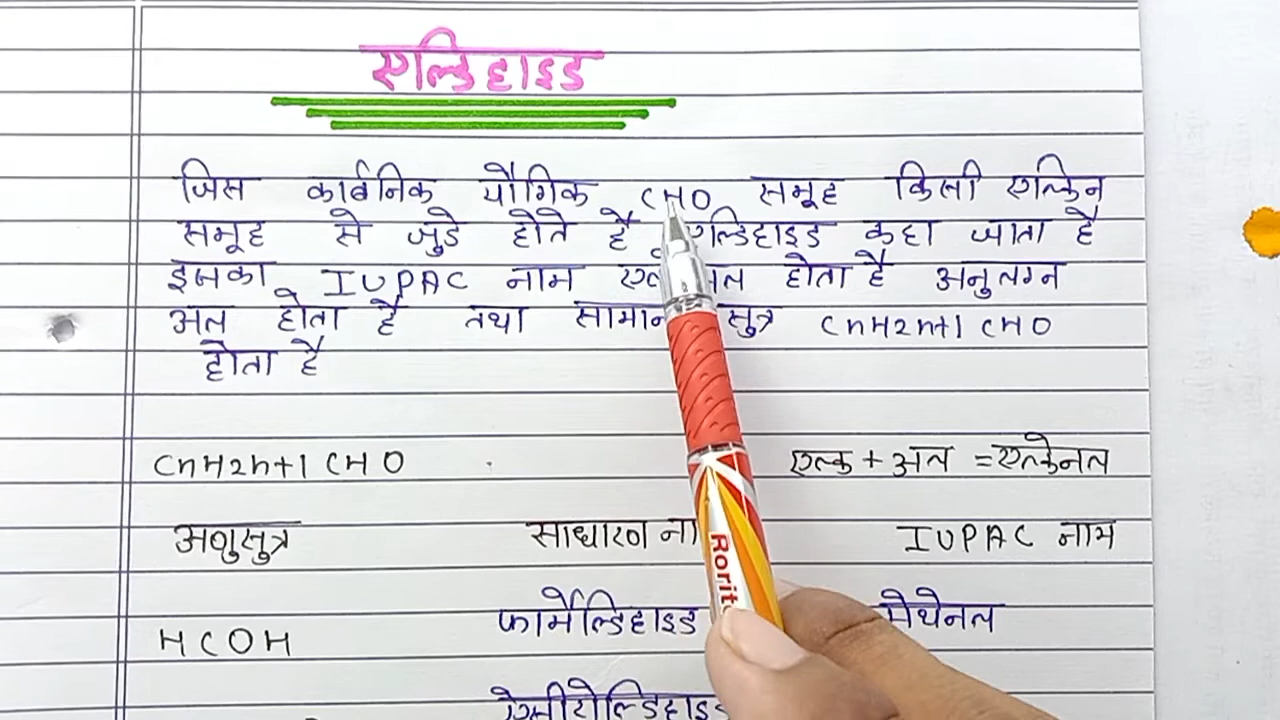 एल्डिहाइड
जिस कार्बनिक यौगिक CHO समूह किसी एल्किन
समूह से जुडे होते है एल्डिहाइड कहा जाता है
इसका IUPAC नाम होता है अनुलग्न
अल होता है तथा सुत्र CnH2n+1 CHO
होता है
CnH2n+1 CHO एल्क + अल = एल्केनल
अणुसुत्र साधारण IUPAC नाम
HCOH फार्मेल्डिहाइड मेथेनल
Rorito